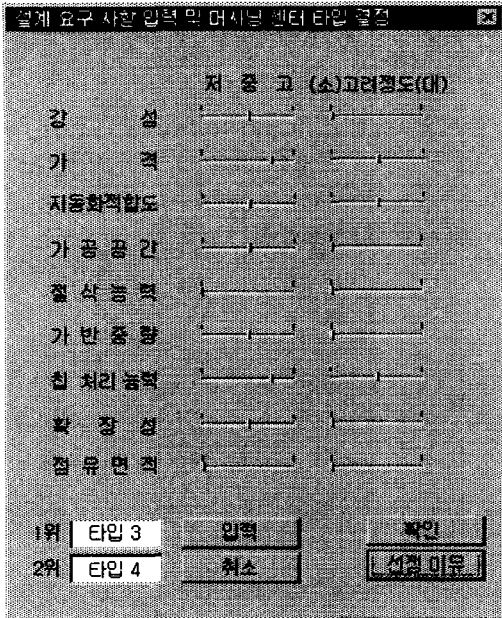 설계 요구 사항 입력 및 머시닝 센터 타입 결정
저 중 고 (소)고려정도(대)
강 성
가 격
자동화적합도
가 공 공 간
절 삭 능 력
가 반 중 량
칩 처리 능력
확 장 성
점 유 면 적
1위 타입 3 입력 확인
2위 타입 4 취소 선정 이유